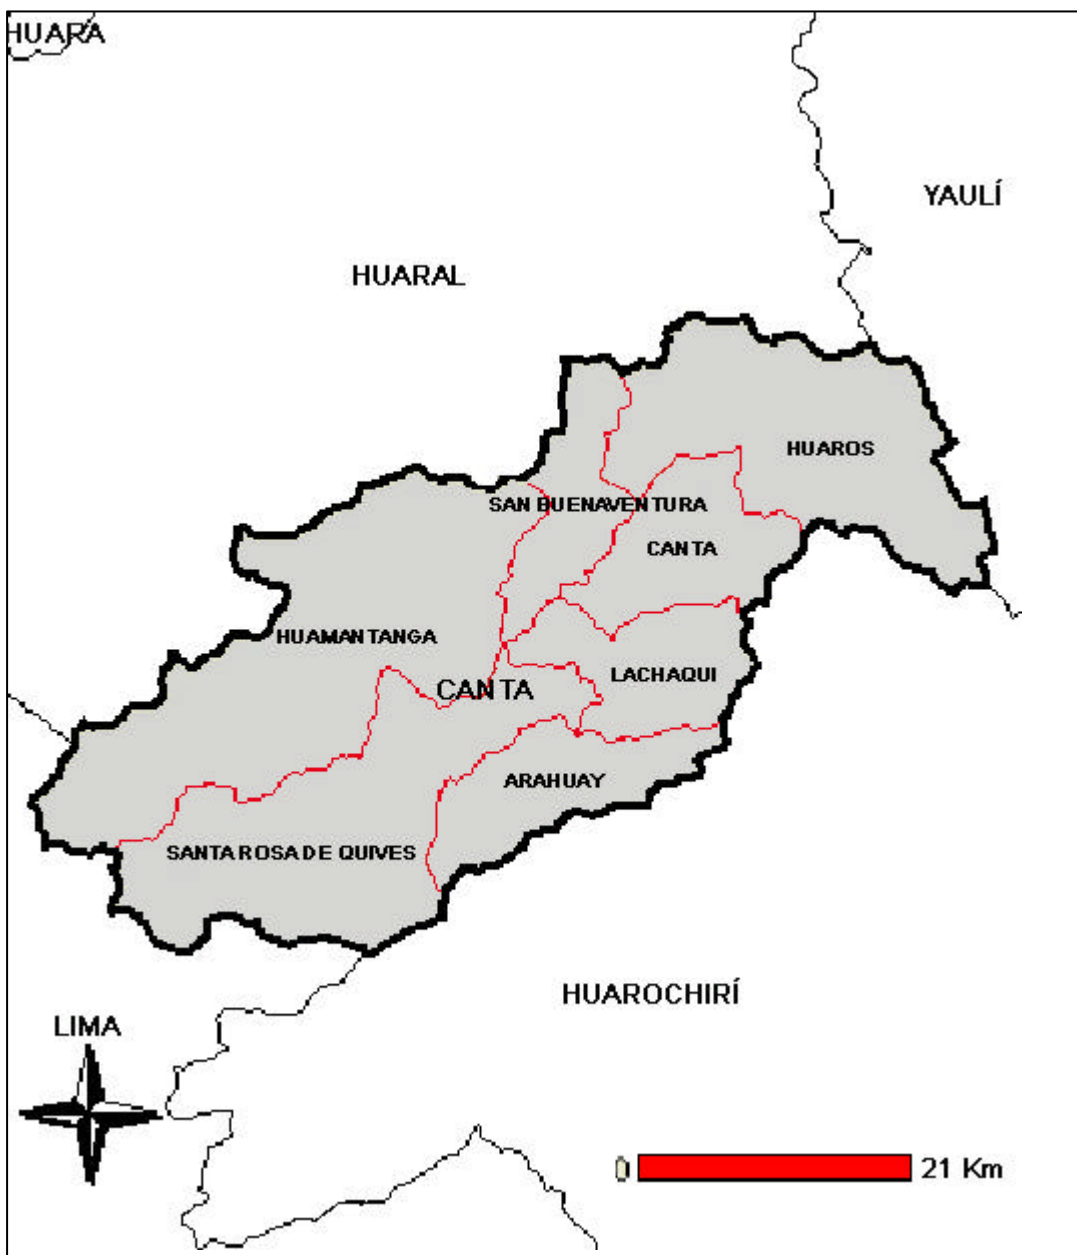 HUARA
YAULÍ
HUARAL
HUAROS
SAN BUENAVENTURA
CANTA
HUAMANTANGA
LACHAQUI
CANTA
ARAHUAY
SANTA ROSA DE QUIVES
HUAROCHIRÍ
LIMA
0 21 Km